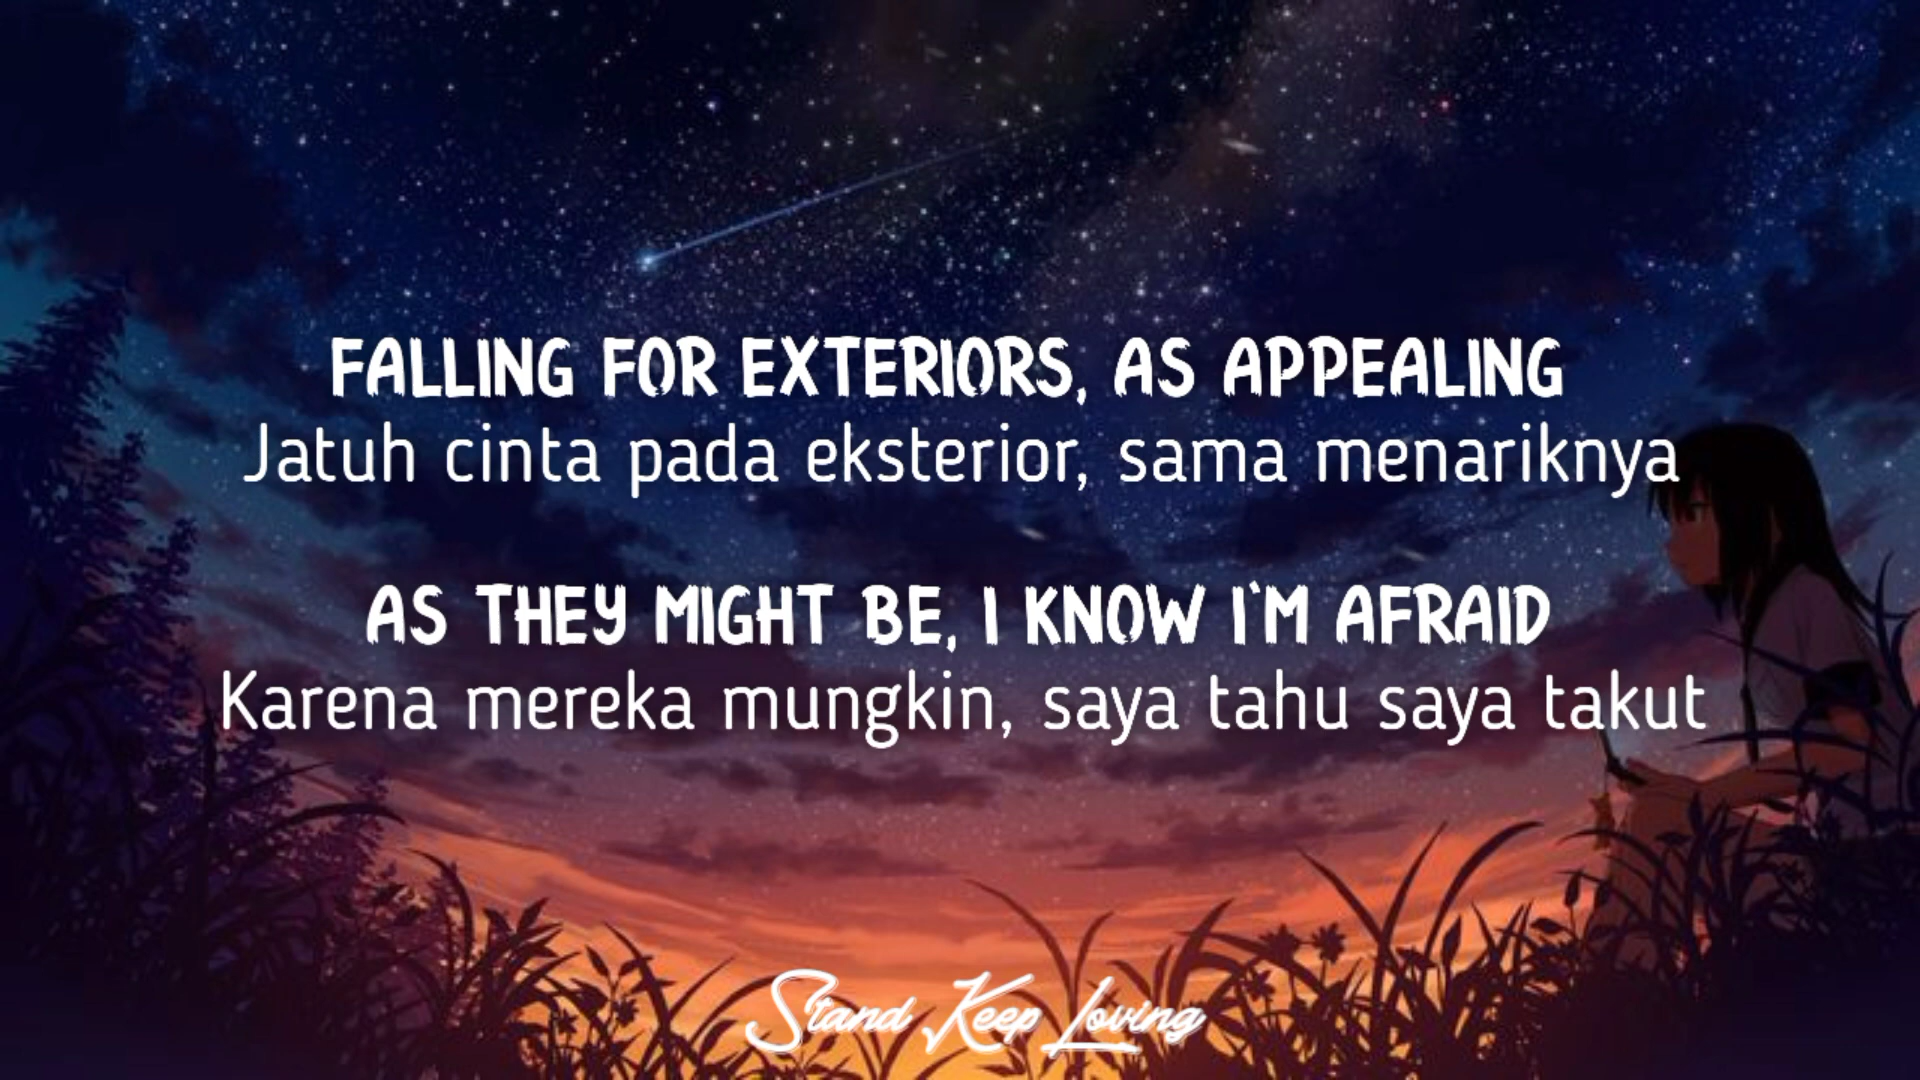 FALLING FOR EXTERIORS, AS APPEALING
Jatuh cinta pada eksterior, sama menariknya
AS THEY MIGHT BE, I KNOW I'M AFRAID
Karena mereka mungkin, saya tahu saya takut
Stand Keep Loving